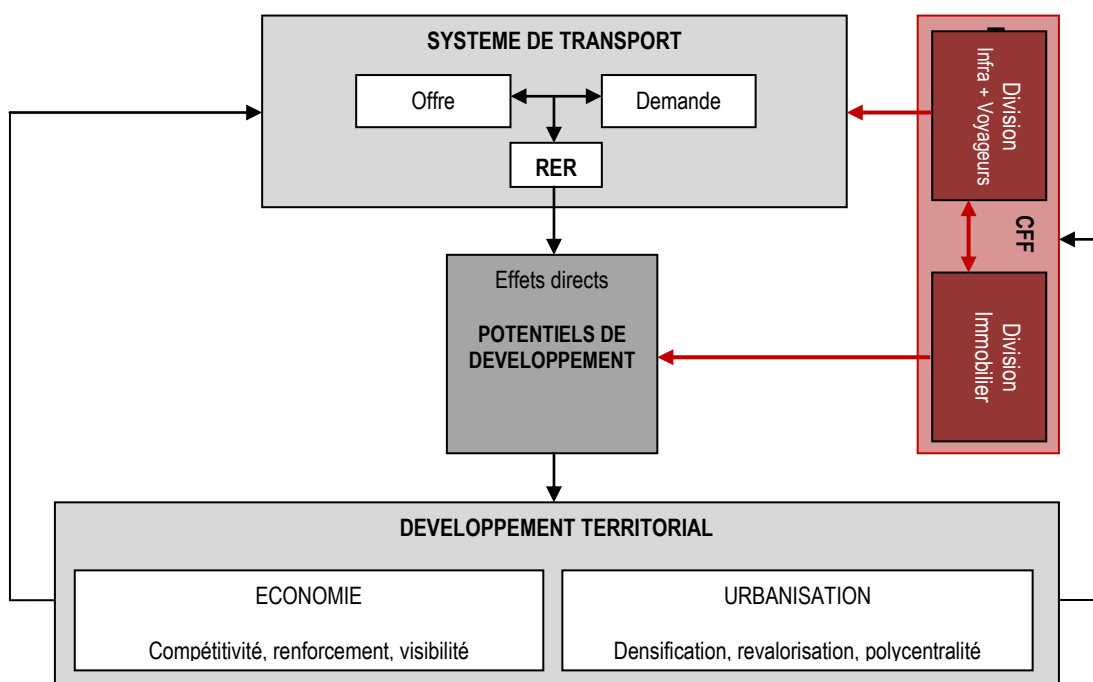 SYSTEME DE TRANSPORT
Offre
Demande
RER
Division
Infra + Voyageurs
CFF
Division
Immobilier
Effets directs
POTENTIELS DE
DEVELOPPEMENT
DEVELOPPEMENT TERRITORIAL
ECONOMIE
Compétitivité, renforcement, visibilité
URBANISATION
Densification, revalorisation, polycentralité